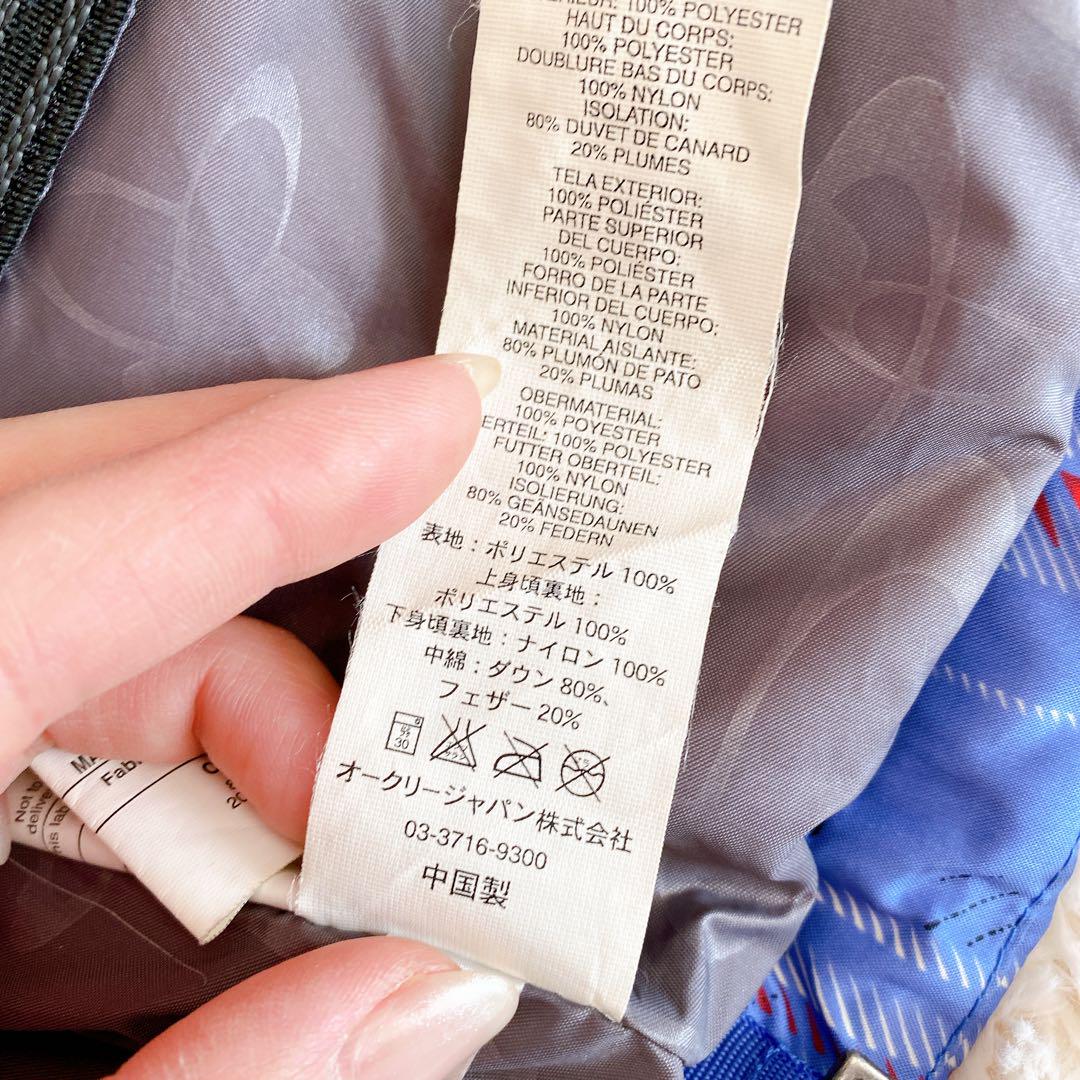 100% POLYESTER
HAUT DU CORPS:
100% POLYESTER
DOUBLURE BAS DU CORPS:
100% NYLON
ISOLATION:
80% DUVET DE CANARD
20% PLUMES
TELA EXTERIOR:
100% POLIÉSTER
PARTE SUPERIOR
DEL CUERPO:
100% POLIÉSTER
FORRO DE LA PARTE
INFERIOR DEL CUERPO:
100% NYLON
MATERIAL AISLANTE:
80% PLUMÓN DE PATO
20% PLUMAS
OBERMATERIAL:
100% POYESTER
100% POLYESTER
FUTTER OBERTEIL:
100% NYLON
ISOLIERUNG:
80% GEANSEDAUNEN
20% FEDERN
表地：ポリエステル 100%
上身頃裏地：
ポリエステル 100%
下身頃裏地：ナイロン 100%
中綿：ダウン 80%、
フェザー 20%
30
オークリージャパン株式会社
03-3716-9300
中国製
Not to